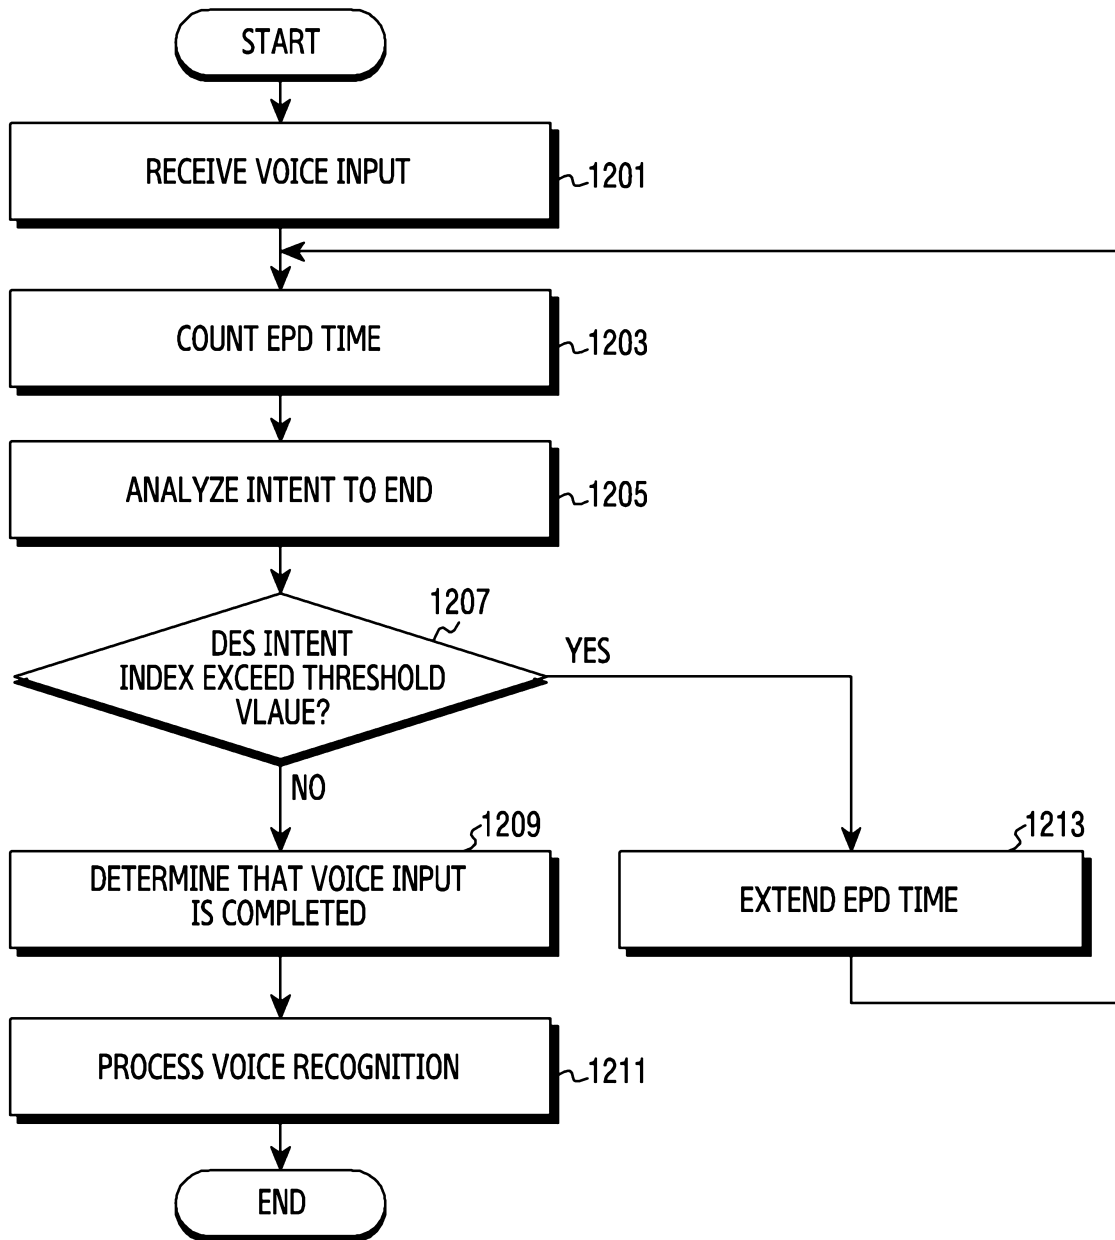 START
RECEIVE VOICE INPUT
1201
COUNT EPD TIME
1203
ANALYZE INTENT TO END
1205
1207
DES INTENT
INDEX EXCEED THRESHOLD
VLAUE?
YES
NO
1209
DETERMINE THAT VOICE INPUT
IS COMPLETED
1213
EXTEND EPD TIME
PROCESS VOICE RECOGNITION
1211
END